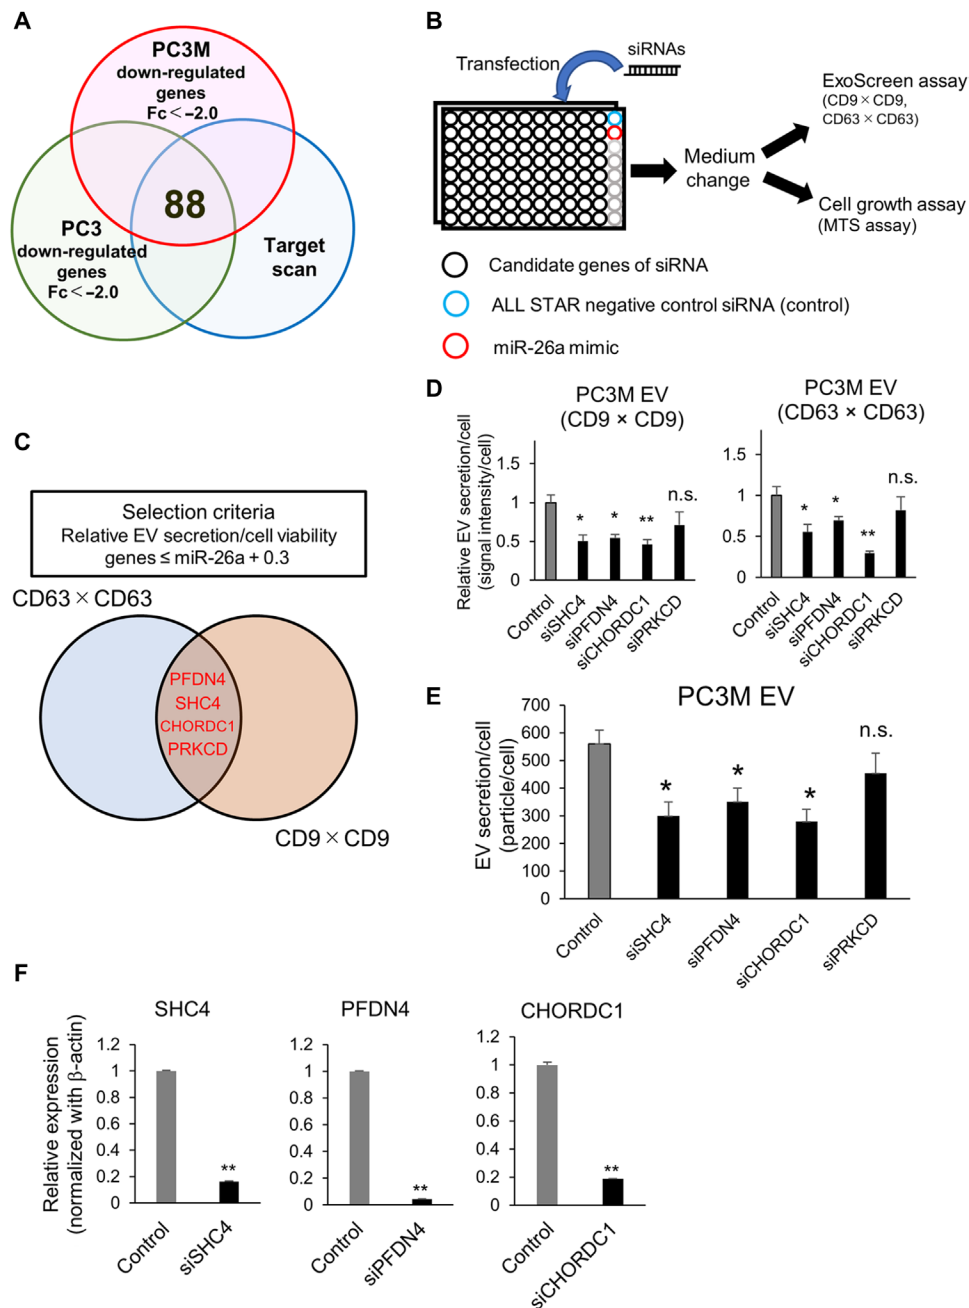 A
PC3M
down-regulated
genes
Fc＜−2.0
88
PC3
down-regulated
genes
Fc＜−2.0
Target
scan
B
siRNAs
Transfection
Medium
change
ExoScreen assay
(CD9 × CD9,
CD63 × CD63)
Cell growth assay
(MTS assay)
Candidate genes of siRNA
ALL STAR negative control siRNA (control)
miR-26a mimic
C
Selection criteria
Relative EV secretion/cell viability
genes ≤ miR-26a + 0.3
CD63 × CD63
PFDN4
SHC4
CHORDC1
PRKCD
CD9 × CD9
D
PC3M EV
(CD9 × CD9)
Relative EV secretion/cell
(signal intensity/cell)
1.5
1
0.5
0
*
*
**
n.s.
Control
siSHC4
siPFDN4
siCHORDC1
siPRKCD
PC3M EV
(CD63 × CD63)
1.5
1
0.5
0
*
*
**
n.s.
Control
siSHC4
siPFDN4
siCHORDC1
siPRKCD
E
PC3M EV
EV secretion/cell
(particle/cell)
700
600
500
400
300
200
100
0
*
*
*
n.s.
Control
siSHC4
siPFDN4
siCHORDC1
siPRKCD
F
Relative expression
(normalized with β-actin)
SHC4
1.2
1
0.8
0.6
0.4
0.2
0
**
Control
siSHC4
PFDN4
1.2
1
0.8
0.6
0.4
0.2
0
**
Control
siPFDN4
CHORDC1
1.2
1
0.8
0.6
0.4
0.2
0
**
Control
siCHORDC1